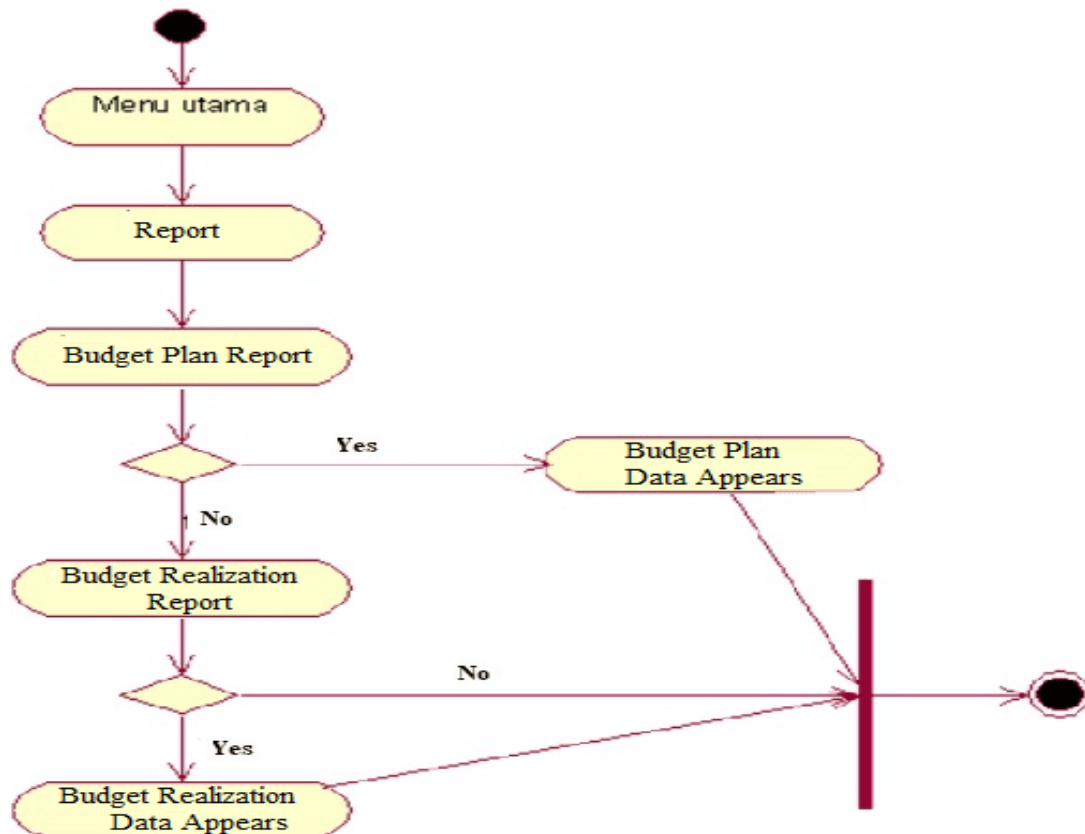 Menu utama
Report
Budget Plan Report
Yes
Budget Plan
Data Appears
No
Budget Realization
Report
No
Yes
Budget Realization
Data Appears